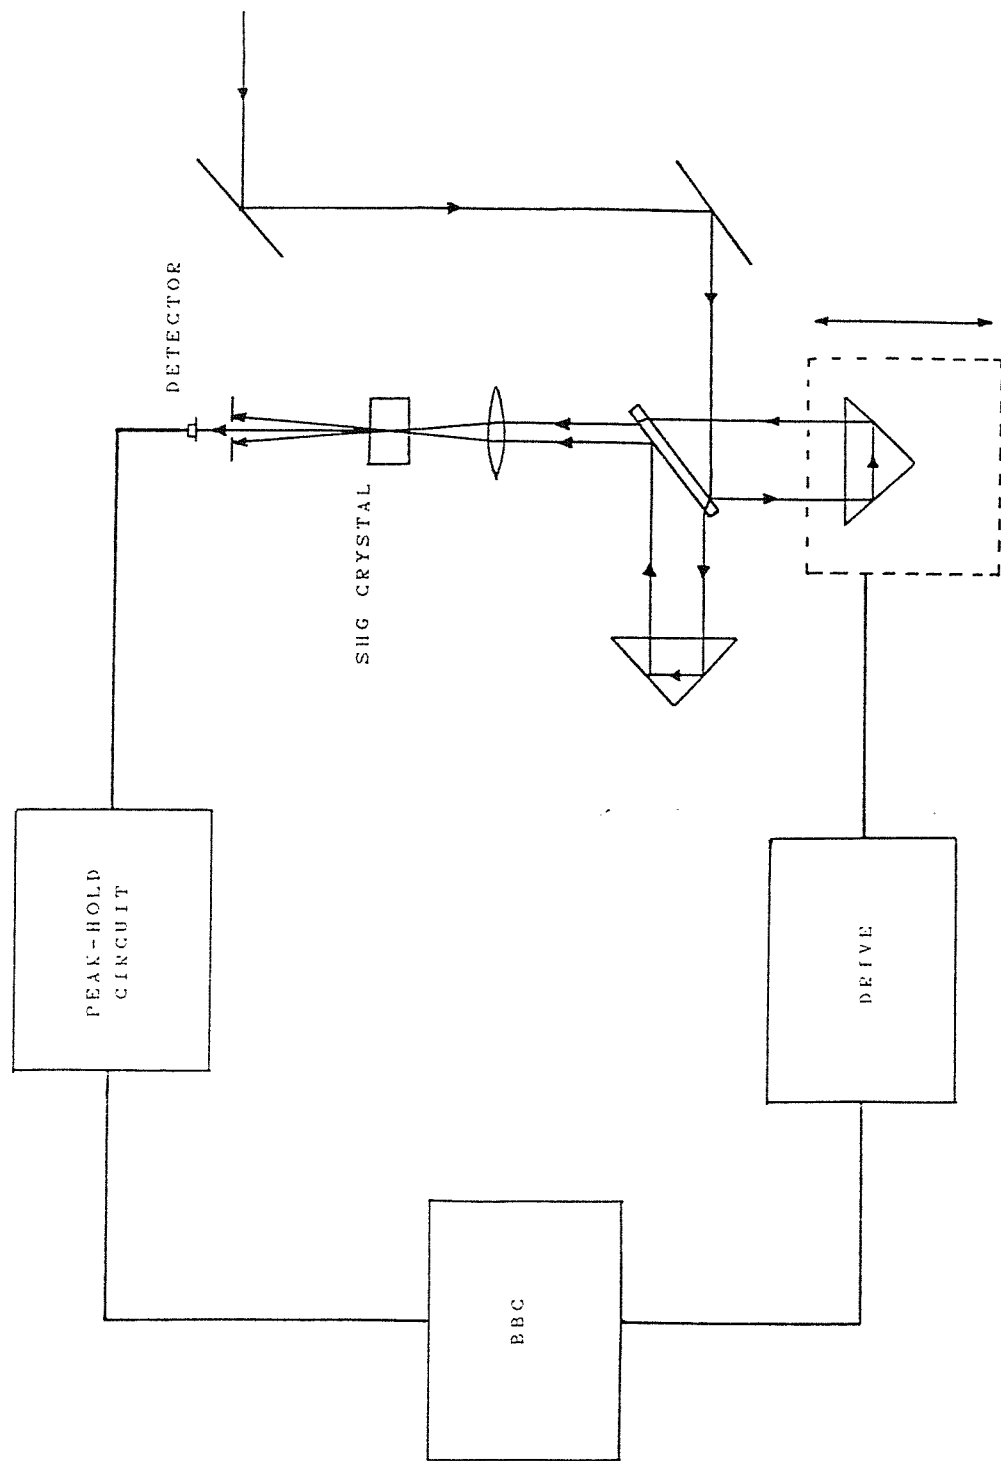 DETECTOR
SHG CRYSTAL
PEAK-HOLD
CIRCUIT
DRIVE
BBC